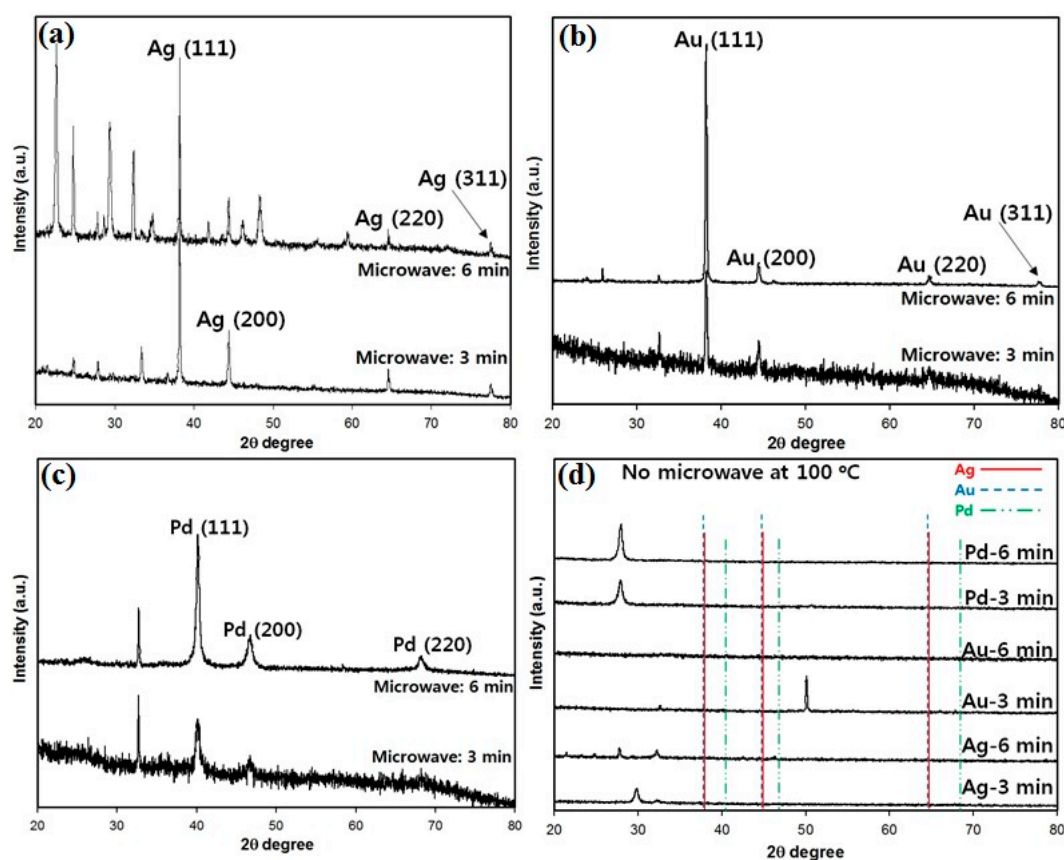 (a)
Ag (111)
Ag (311)
Ag (220)
Microwave: 6 min
Ag (200)
Microwave: 3 min
Intensity (a.u.)
20 30 40 50 60 70 80
2θ degree
(b)
Au (111)
Au (311)
Au (200)
Au (220)
Microwave: 6 min
Microwave: 3 min
Intensity (a.u.)
20 30 40 50 60 70 80
2θ degree
(c)
Pd (111)
Pd (200)
Pd (220)
Microwave: 6 min
Microwave: 3 min
Intensity (a.u.)
20 30 40 50 60 70 80
2θ degree
(d)
No microwave at 100 ºC
Ag
Au
Pd
Pd-6 min
Pd-3 min
Au-6 min
Au-3 min
Ag-6 min
Ag-3 min
Intensity (a.u.)
20 30 40 50 60 70 80
2θ degree